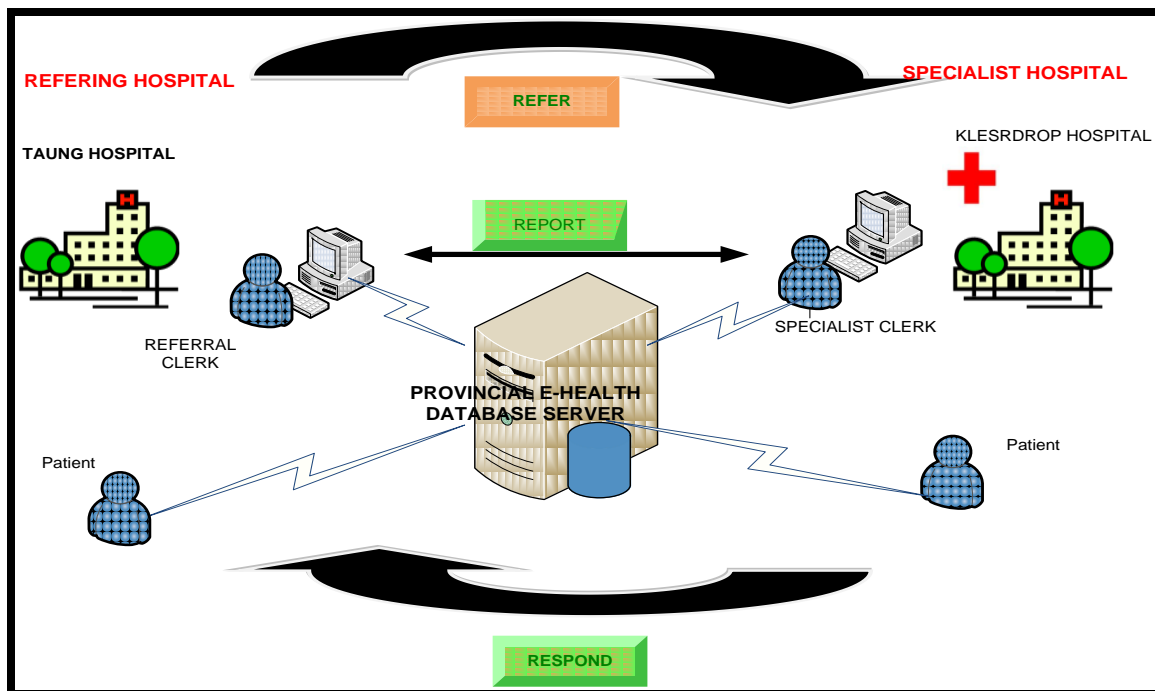 REFERING HOSPITAL
SPECIALIST HOSPITAL
REFER
TAUNG HOSPITAL
KLESRDROP HOSPITAL
H
H
REPORT
REFERRAL
CLERK
SPECIALIST CLERK
PROVINCIAL E-HEALTH
DATABASE SERVER
Patient
Patient
RESPOND